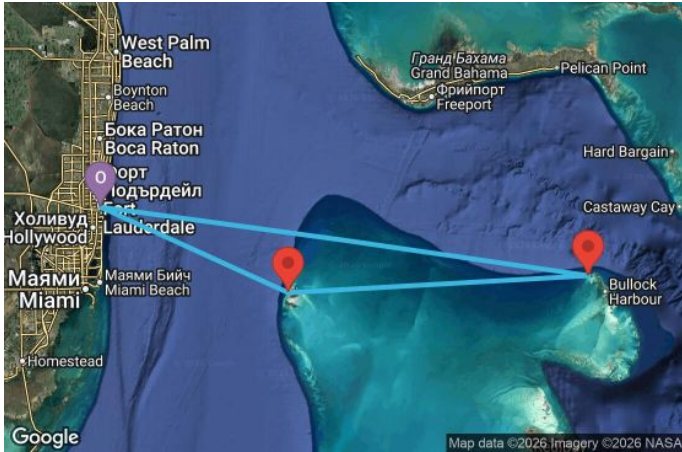 West Palm
Beach
Boynton
Beach
Бока Ратон
Boca Raton
O
Fort
Lauderdale
Холивуд
Hollywood
Маями
Miami
Маями Бийч
Miami Beach
Homestead
Гранд Бахама
Grand Bahama
Pelican Point
Фрийпорт
Freeport
Hard Bargain
Castaway Cay
Bullock
Harbour
Google
Map data ©2026 Imagery ©2026 NASA